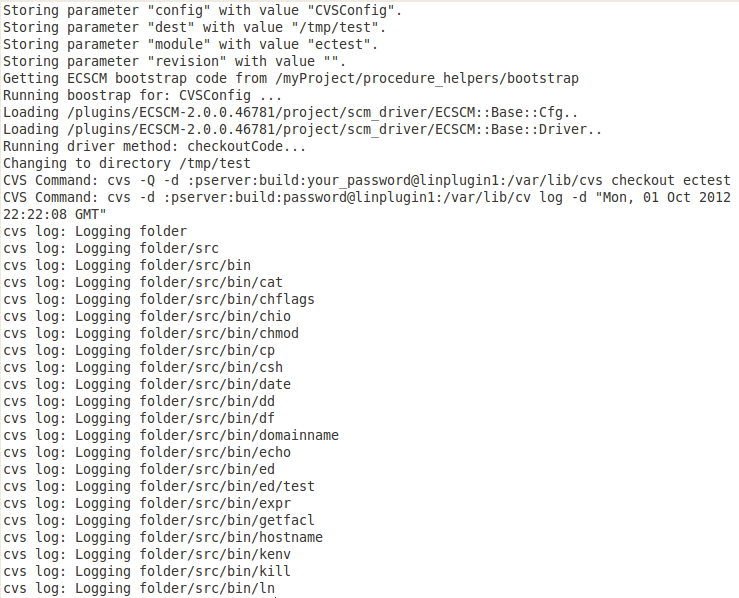 Storing parameter "config" with value "CVSConfig".
Storing parameter "dest" with value "/tmp/test".
Storing parameter "module" with value "ectest".
Storing parameter "revision" with value "".
Getting ECSCM bootstrap code from /myProject/procedure_helpers/bootstrap
Running boostrap for: CVSConfig ...
Loading /plugins/ECSCM-2.0.0.46781/project/scm_driver/ECSCM::Base::Cfg..
Loading /plugins/ECSCM-2.0.0.46781/project/scm_driver/ECSCM::Base::Driver..
Running driver method: checkoutCode...
Changing to directory /tmp/test
CVS Command: cvs -Q -d :pserver:build:your_password@linplugin1:/var/lib/cvs checkout ectest
CVS Command: cvs -d :pserver:build:password@linplugin1:/var/lib/cv log -d "Mon, 01 Oct 2012
22:22:08 GMT"
cvs log: Logging folder
cvs log: Logging folder/src
cvs log: Logging folder/src/bin
cvs log: Logging folder/src/bin/cat
cvs log: Logging folder/src/bin/chflags
cvs log: Logging folder/src/bin/chio
cvs log: Logging folder/src/bin/chmod
cvs log: Logging folder/src/bin/cp
cvs log: Logging folder/src/bin/csh
cvs log: Logging folder/src/bin/date
cvs log: Logging folder/src/bin/dd
cvs log: Logging folder/src/bin/df
cvs log: Logging folder/src/bin/domainname
cvs log: Logging folder/src/bin/echo
cvs log: Logging folder/src/bin/ed
cvs log: Logging folder/src/bin/ed/test
cvs log: Logging folder/src/bin/expr
cvs log: Logging folder/src/bin/getfacl
cvs log: Logging folder/src/bin/hostname
cvs log: Logging folder/src/bin/kenv
cvs log: Logging folder/src/bin/kill
cvs log: Logging folder/src/bin/ln